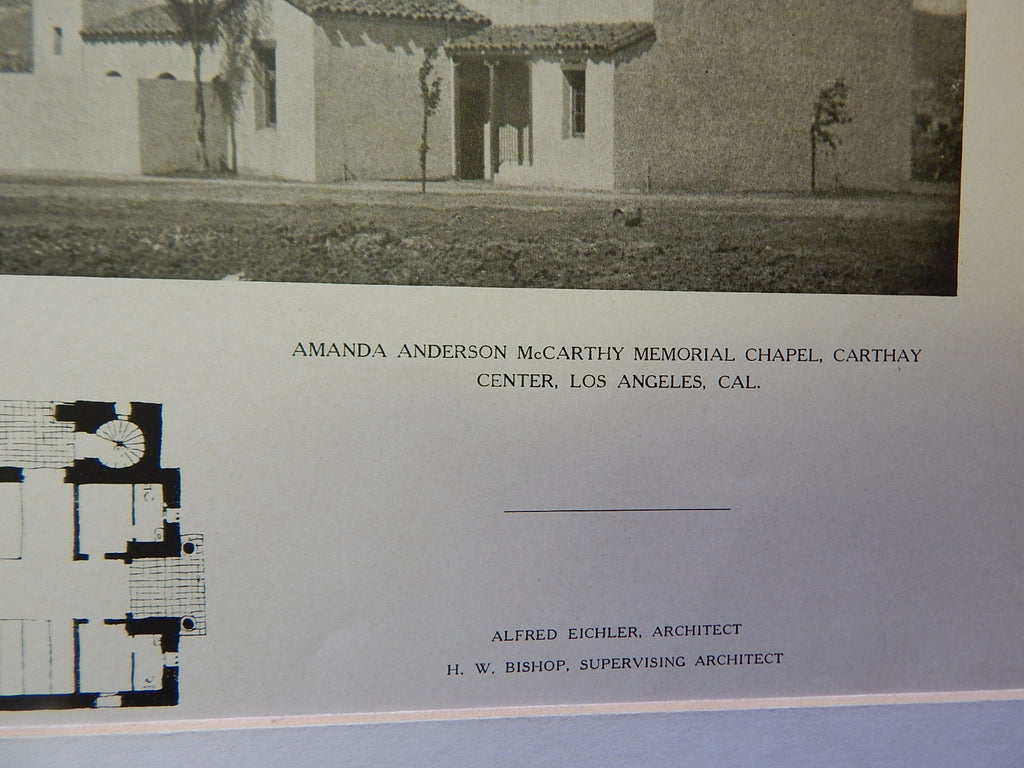 AMANDA ANDERSON McCARTHY MEMORIAL CHAPEL, CARTHAY
CENTER, LOS ANGELES, CAL.
ALFRED EICHLER, ARCHITECT
H. W. BISHOP, SUPERVISING ARCHITECT